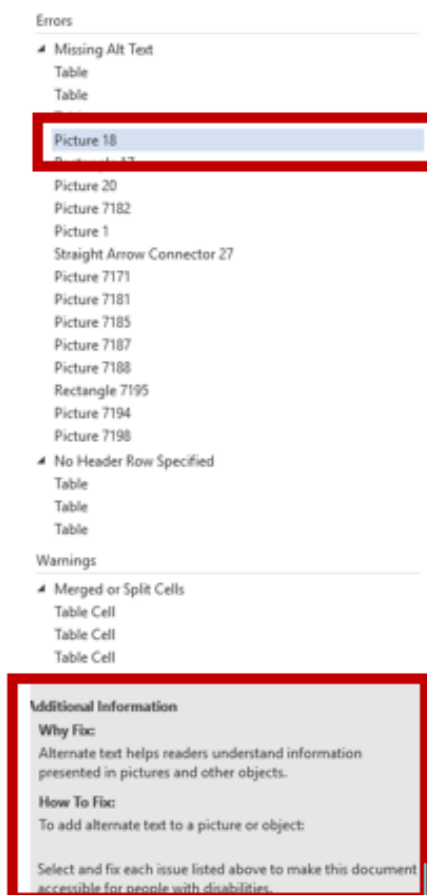 Errors
Missing Alt Text
Table
Table
Picture 18
Picture 20
Picture 7182
Picture 1
Straight Arrow Connector 27
Picture 7171
Picture 7181
Picture 7185
Picture 7187
Picture 7188
Rectangle 7195
Picture 7194
Picture 7198
No Header Row Specified
Table
Table
Table
Warnings
Merged or Split Cells
Table Cell
Table Cell
Table Cell
Additional Information
Why Fix:
Alternate text helps readers understand information
presented in pictures and other objects.
How To Fix:
To add alternate text to a picture or object:
Select and fix each issue listed above to make this document
accessible for people with disabilities.